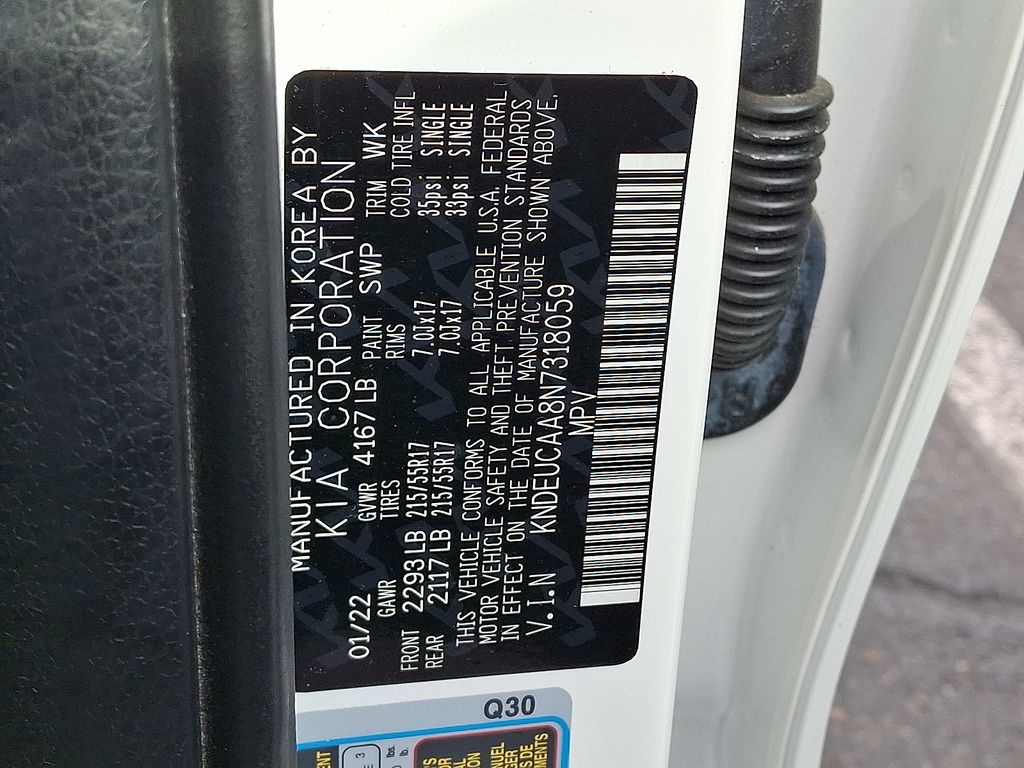 MANUFACTURED IN KOREA BY
KIA CORPORATION
01/22 GVWR 4167 LB PAINT SWP TRIM WK
GAWR TIRES RIMS COLD TIRE INFL
FRONT 2293 LB 215/55R17 7.0Jx17 35psi SINGLE
REAR 2117 LB 215/55R17 7.0Jx17 33psi SINGLE
THIS VEHICLE CONFORMS TO ALL APPLICABLE U.S.A. FEDERAL
MOTOR VEHICLE SAFETY AND THEFT PREVENTION STANDARDS
IN EFFECT ON THE DATE OF MANUFACTURE SHOWN ABOVE.
V.I.N KNDEUCAA8N7318059
MPV
Q30